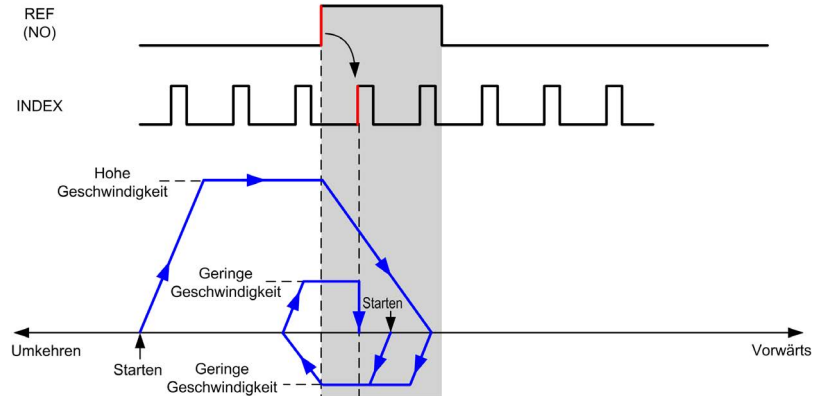 REF
(NO)
INDEX
Hohe
Geschwindigkeit
Geringe
Geschwindigkeit
Starten
Umkehren
Vorwärts
Starten
Geringe
Geschwindigkeit